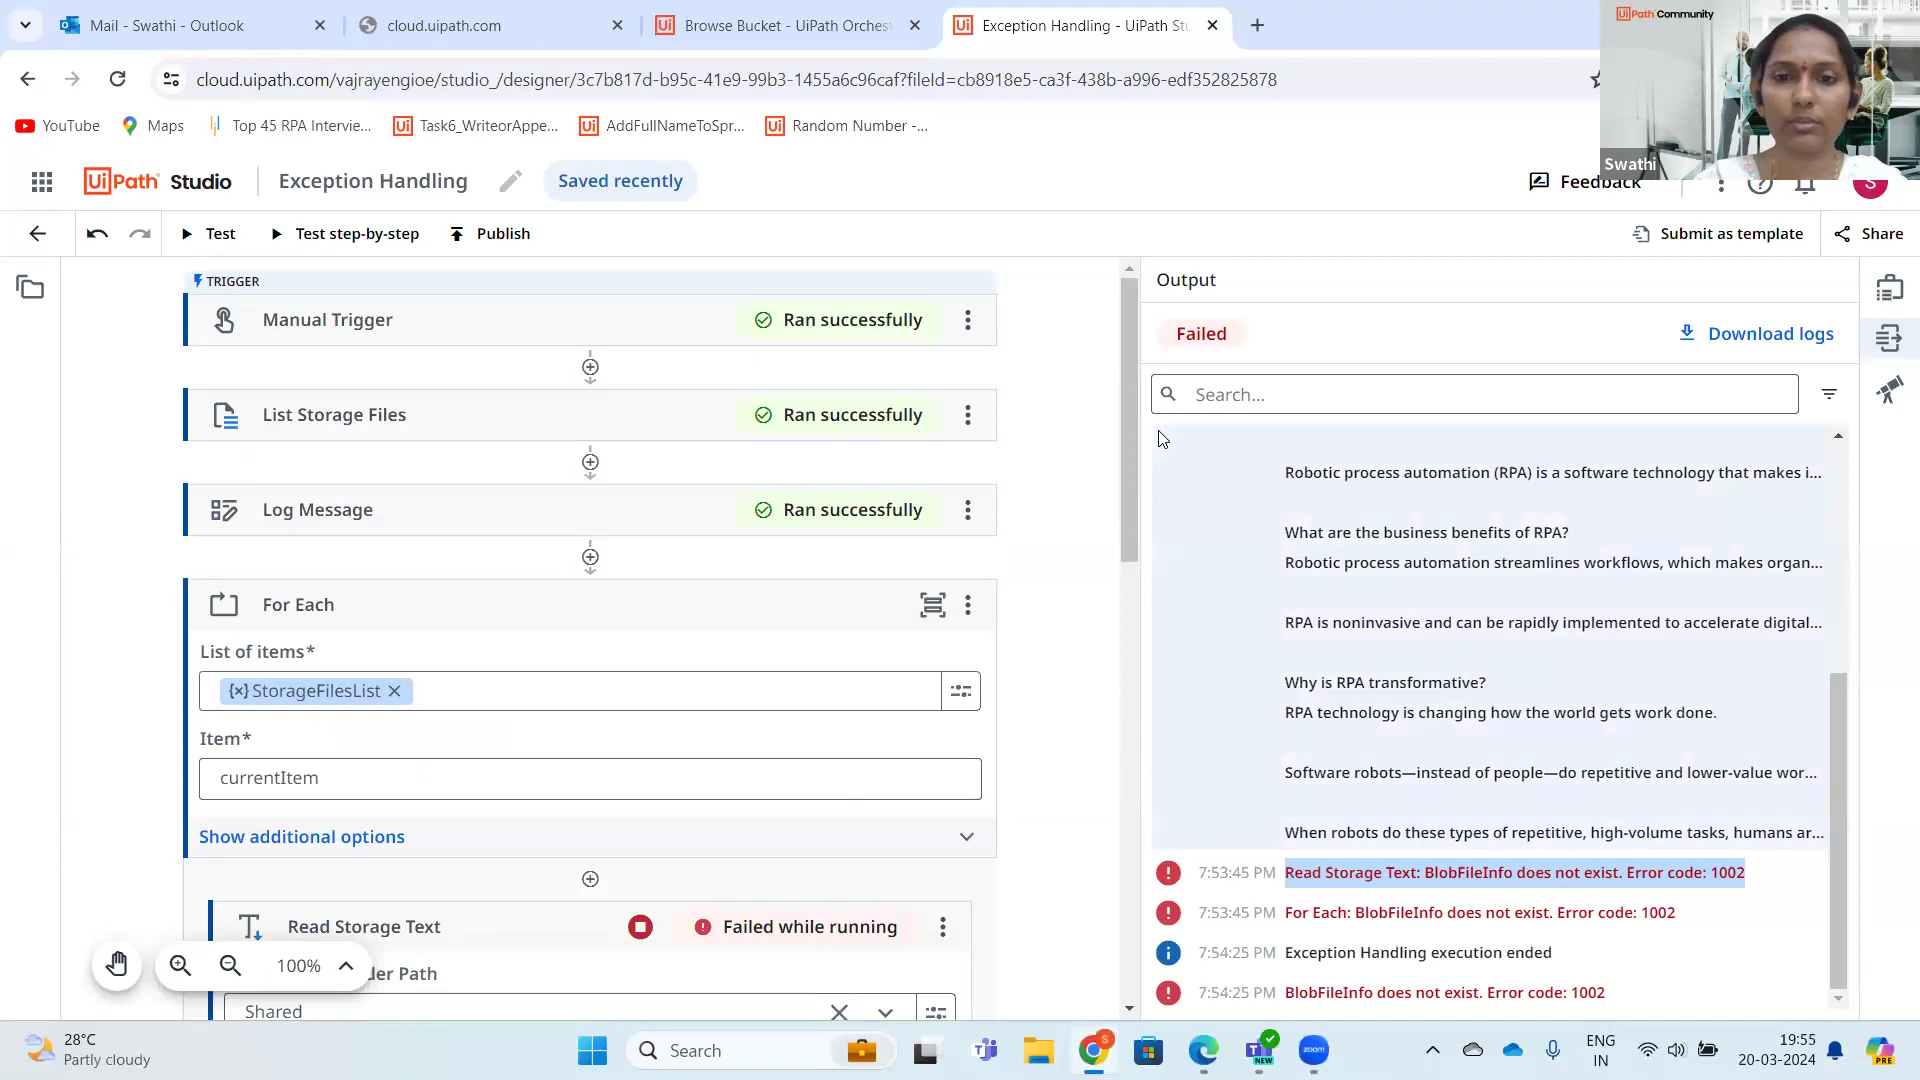 Mail - Swathi - Outlook
cloud.uipath.com
Browse Bucket - UiPath Orches
Exception Handling - UiPath Stu
UiPath Community
cloud.uipath.com/vajrayengioe/studio_/designer/3c7b817d-b95c-41e9-99b3-1455a6c96caf?fileId=cb8918e5-ca3f-438b-a996-edf352825878
YouTube
Maps
Top 45 RPA Intervie...
Task6_WriteorAppe...
AddFullNameToSpr...
Random Number -...
Swathi
UiPath Studio
Exception Handling
Saved recently
Feedback
S
Test
Test step-by-step
Publish
Submit as template
Share
TRIGGER
Manual Trigger
Ran successfully
List Storage Files
Ran successfully
Log Message
Ran successfully
For Each
List of items*
{x} StorageFilesList
Item*
currentItem
Show additional options
Read Storage Text
Failed while running
der Path
Shared
100%
Output
Failed
Download logs
Search...
Robotic process automation (RPA) is a software technology that makes i...
What are the business benefits of RPA?
Robotic process automation streamlines workflows, which makes organ...
RPA is noninvasive and can be rapidly implemented to accelerate digital...
Why is RPA transformative?
RPA technology is changing how the world gets work done.
Software robots—instead of people—do repetitive and lower-value wor...
When robots do these types of repetitive, high-volume tasks, humans ar...
7:53:45 PM Read Storage Text: BlobFileInfo does not exist. Error code: 1002
7:53:45 PM For Each: BlobFileInfo does not exist. Error code: 1002
7:54:25 PM Exception Handling execution ended
7:54:25 PM BlobFileInfo does not exist. Error code: 1002
28°C
Partly cloudy
Search
NEW
zoom
ENG
IN
19:55
20-03-2024
PRE